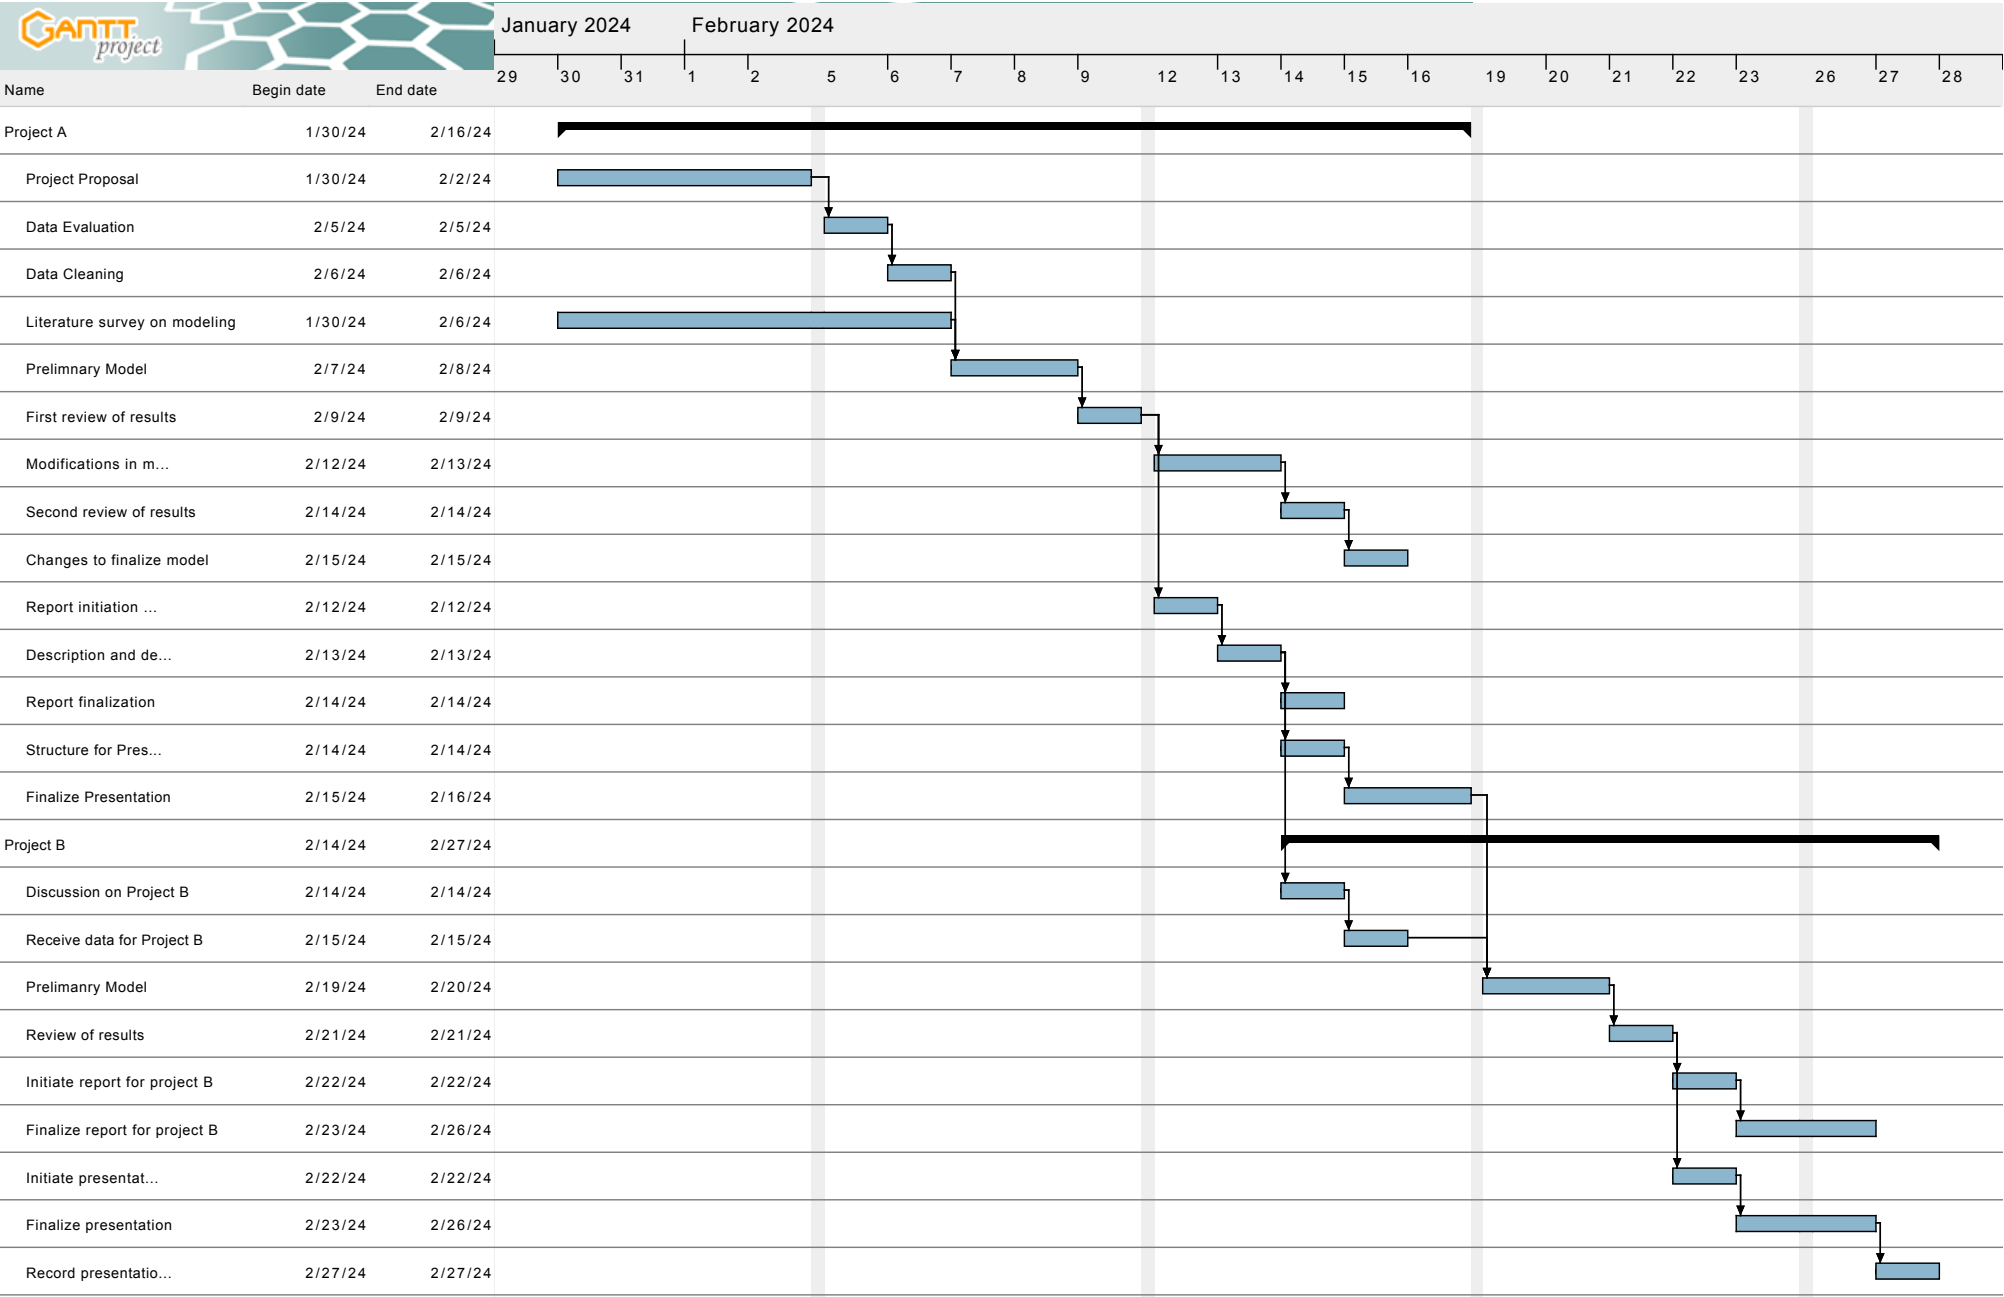 GANTT project
January 2024 February 2024
29 30 31 1 2 5 6 7 8 9 12 13 14 15 16 19 20 21 22 23 26 27 28
Name Begin date End date
Project A 1/30/24 2/16/24
Project Proposal 1/30/24 2/2/24
Data Evaluation 2/5/24 2/5/24
Data Cleaning 2/6/24 2/6/24
Literature survey on modeling 1/30/24 2/6/24
Prelimnary Model 2/7/24 2/8/24
First review of results 2/9/24 2/9/24
Modifications in m... 2/12/24 2/13/24
Second review of results 2/14/24 2/14/24
Changes to finalize model 2/15/24 2/15/24
Report initiation ... 2/12/24 2/12/24
Description and de... 2/13/24 2/13/24
Report finalization 2/14/24 2/14/24
Structure for Pres... 2/14/24 2/14/24
Finalize Presentation 2/15/24 2/16/24
Project B 2/14/24 2/27/24
Discussion on Project B 2/14/24 2/14/24
Receive data for Project B 2/15/24 2/15/24
Prelimanry Model 2/19/24 2/20/24
Review of results 2/21/24 2/21/24
Initiate report for project B 2/22/24 2/22/24
Finalize report for project B 2/23/24 2/26/24
Initiate presentat... 2/22/24 2/22/24
Finalize presentation 2/23/24 2/26/24
Record presentatio... 2/27/24 2/27/24